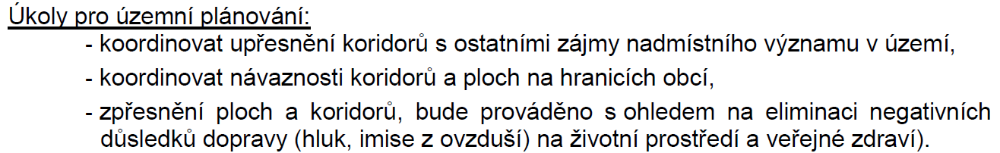 Úkoly pro územní plánování:
- koordinovat upřesnění koridorů s ostatními zájmy nadmístního významu v území,
- koordinovat návaznosti koridorů a ploch na hranicích obcí,
- zpřesnění ploch a koridorů, bude prováděno s ohledem na eliminaci negativních
důsledků dopravy (hluk, imise z ovzduší) na životní prostředí a veřejné zdraví).